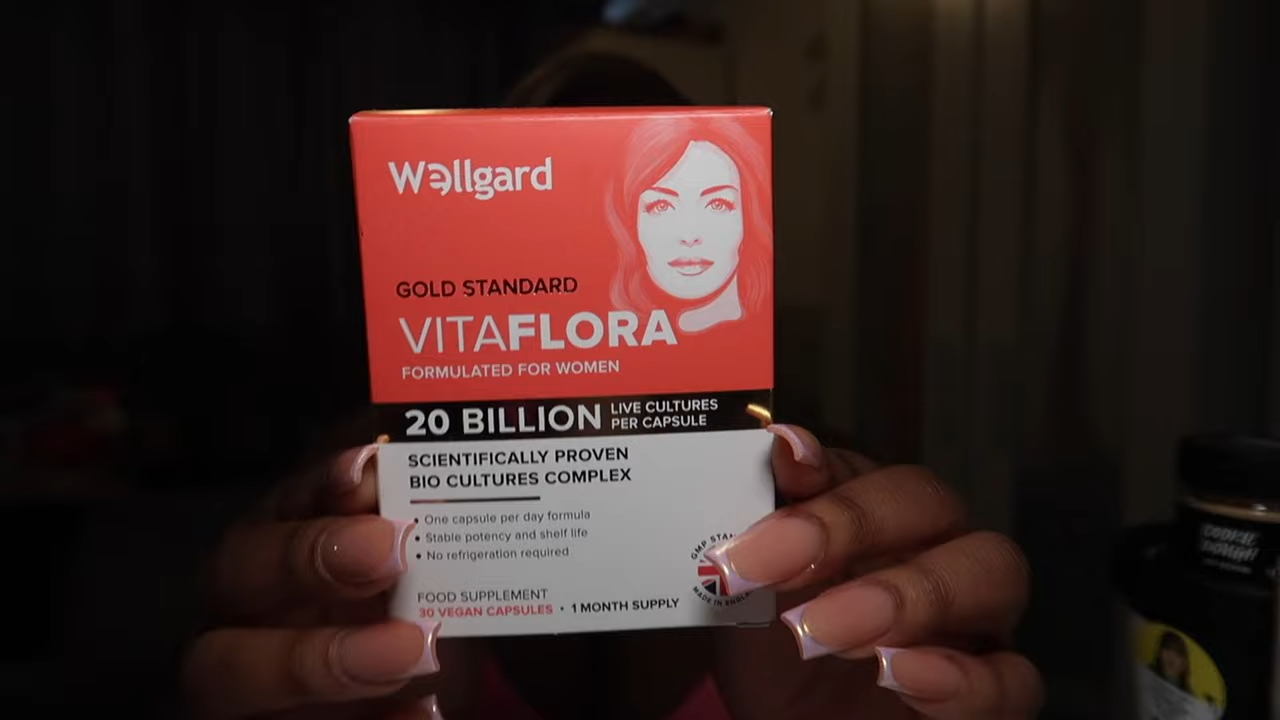 Wellgard
GOLD STANDARD
VITAFLORA
FORMULATED FOR WOMEN
20 BILLION LIVE CULTURES
PER CAPSULE
SCIENTIFICALLY PROVEN
BIO CULTURES COMPLEX
• One capsule per day formula
• Stable potency and shelf life
• No refrigeration required
GMP
MADE IN
FOOD SUPPLEMENT
30 VEGAN CAPSULES • 1 MONTH SUPPLY